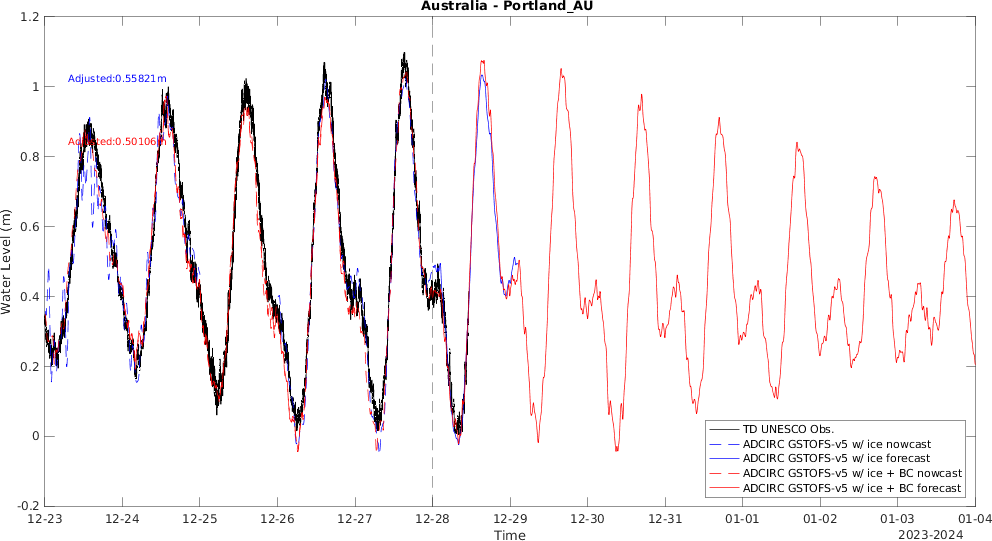 Australia - Portland_AU
Water Level (m)
1.2
1
0.8
0.6
0.4
0.2
0
-0.2
Adjusted:0.55821m
Adjusted:0.50106m
TD UNESCO Obs.
ADCIRC GSTOFS-v5 w/ ice nowcast
ADCIRC GSTOFS-v5 w/ ice forecast
ADCIRC GSTOFS-v5 w/ ice + BC nowcast
ADCIRC GSTOFS-v5 w/ ice + BC forecast
12-23 12-24 12-25 12-26 12-27 12-28 12-29 12-30 12-31 01-01 01-02 01-03 01-04
Time
2023-2024